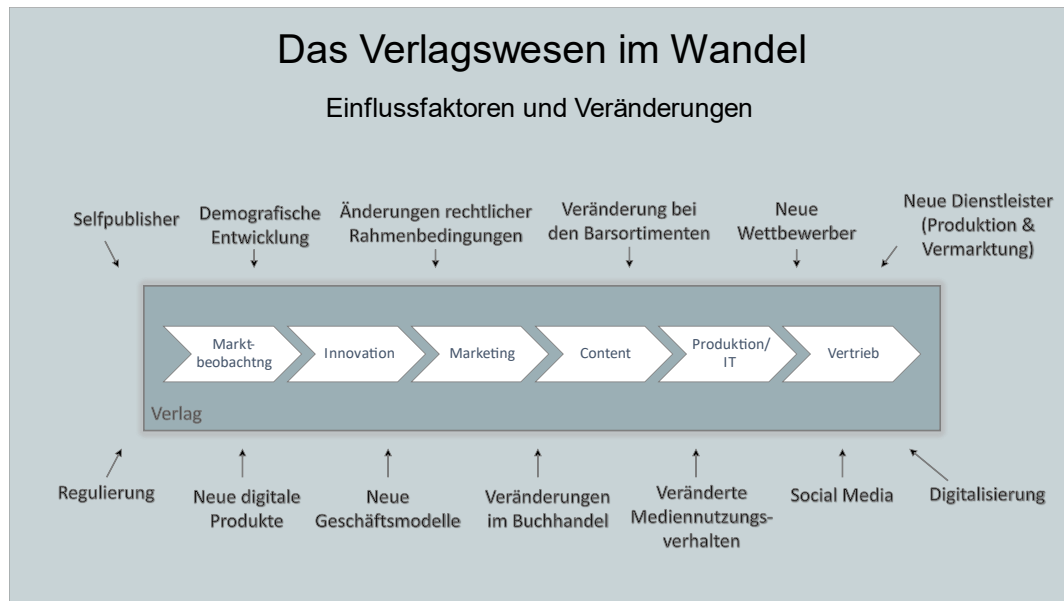 Das Verlagswesen im Wandel
Einflussfaktoren und Veränderungen
Selfpublisher
Demografische
Entwicklung
Änderungen rechtlicher
Rahmenbedingungen
Veränderung bei
den Barsortimenten
Neue
Wettbewerber
Neue Dienstleister
(Produktion &
Vermarktung)
Markt-
beobachtng
Innovation
Marketing
Content
Produktion/
IT
Vertrieb
Verlag
Regulierung
Neue digitale
Produkte
Neue
Geschäftsmodelle
Veränderungen
im Buchhandel
Veränderte
Mediennutzungs-
verhalten
Social Media
Digitalisierung